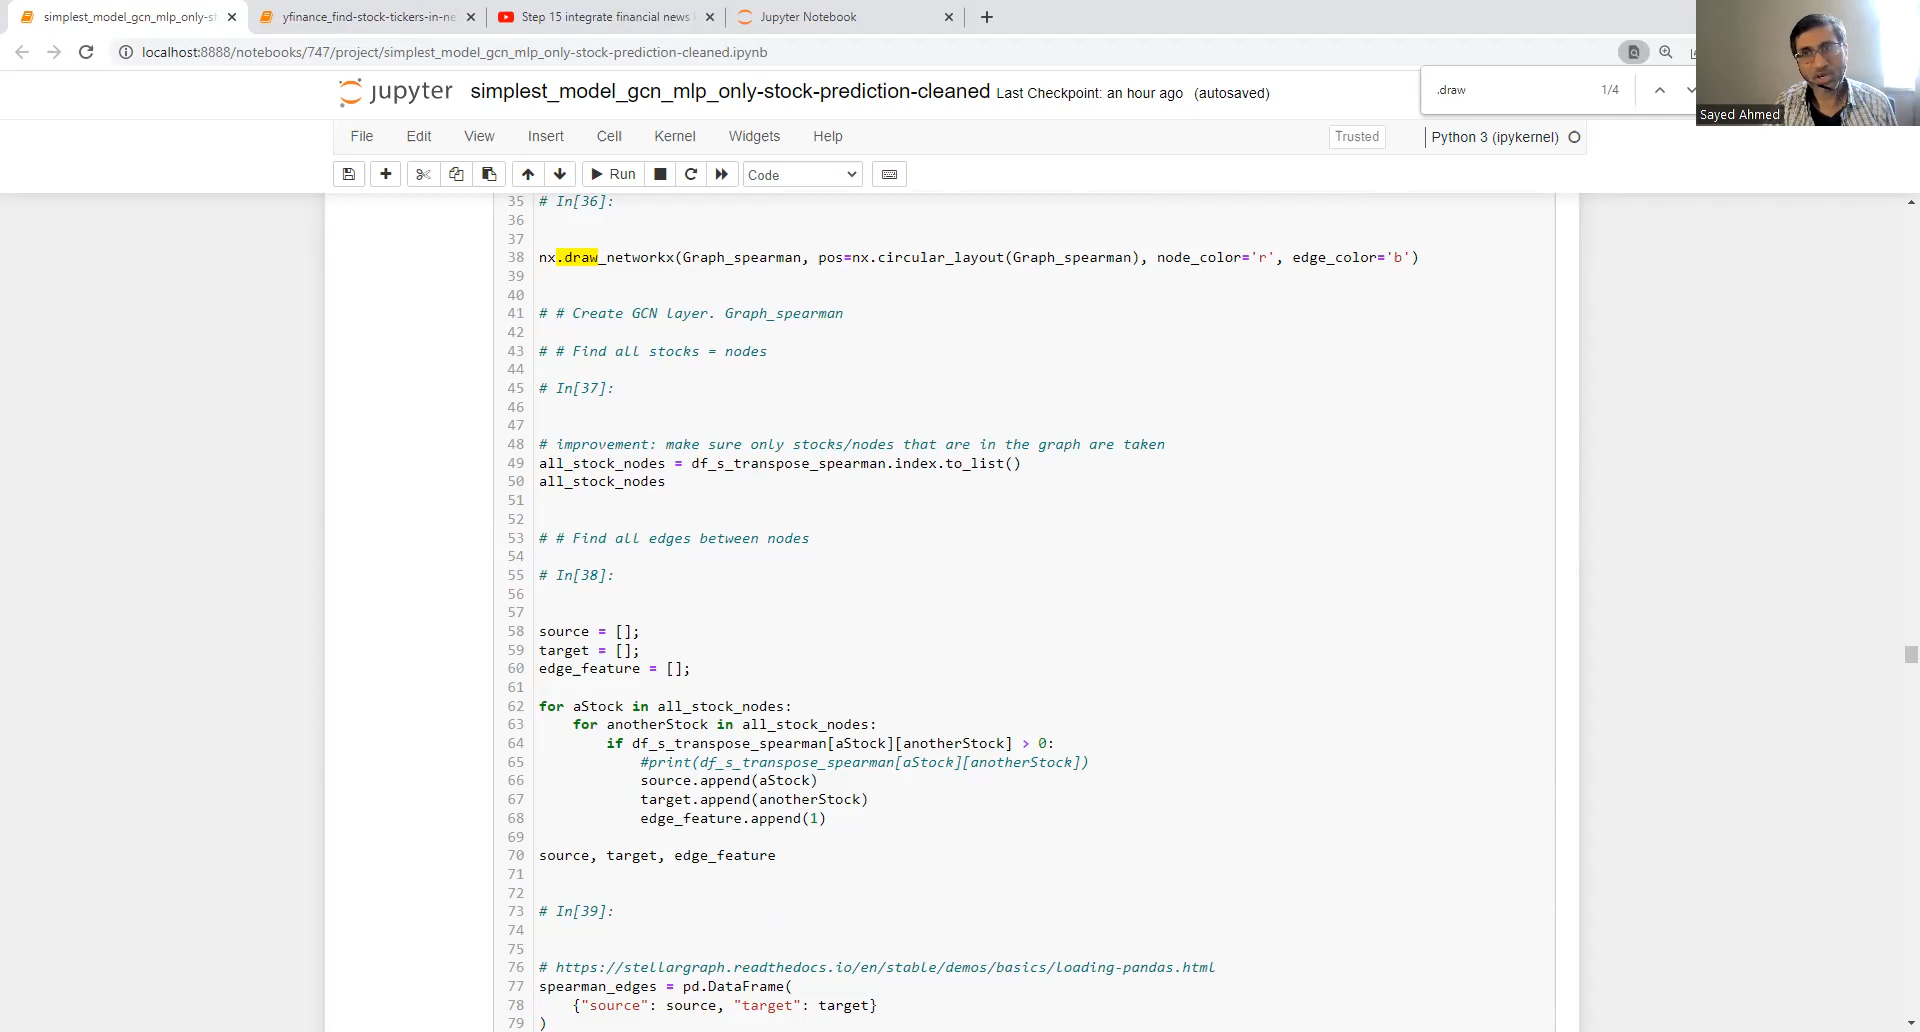 simplest_model_gcn_mlp_only-st
yfinance_find-stock-tickers-in-ne
Step 15 integrate financial news
Jupyter Notebook
localhost:8888/notebooks/747/project/simplest_model_gcn_mlp_only-stock-prediction-cleaned.ipynb
jupyter simplest_model_gcn_mlp_only-stock-prediction-cleaned Last Checkpoint: an hour ago (autosaved)
.draw 1/4
Sayed Ahmed
File Edit View Insert Cell Kernel Widgets Help
Trusted Python 3 (ipykernel)
Run Code
35 # In[36]:
36
37
38 nx.draw_networkx(Graph_spearman, pos=nx.circular_layout(Graph_spearman), node_color='r', edge_color='b')
39
40
41 # # Create GCN layer. Graph_spearman
42
43 # # Find all stocks = nodes
44
45 # In[37]:
46
47
48 # improvement: make sure only stocks/nodes that are in the graph are taken
49 all_stock_nodes = df_s_transpose_spearman.index.to_list()
50 all_stock_nodes
51
52
53 # # Find all edges between nodes
54
55 # In[38]:
56
57
58 source = [];
59 target = [];
60 edge_feature = [];
61
62 for aStock in all_stock_nodes:
63 for anotherStock in all_stock_nodes:
64 if df_s_transpose_spearman[aStock][anotherStock] > 0:
65 #print(df_s_transpose_spearman[aStock][anotherStock])
66 source.append(aStock)
67 target.append(anotherStock)
68 edge_feature.append(1)
69
70 source, target, edge_feature
71
72
73 # In[39]:
74
75
76 # https://stellargraph.readthedocs.io/en/stable/demos/basics/loading-pandas.html
77 spearman_edges = pd.DataFrame(
78 {"source": source, "target": target}
79 )